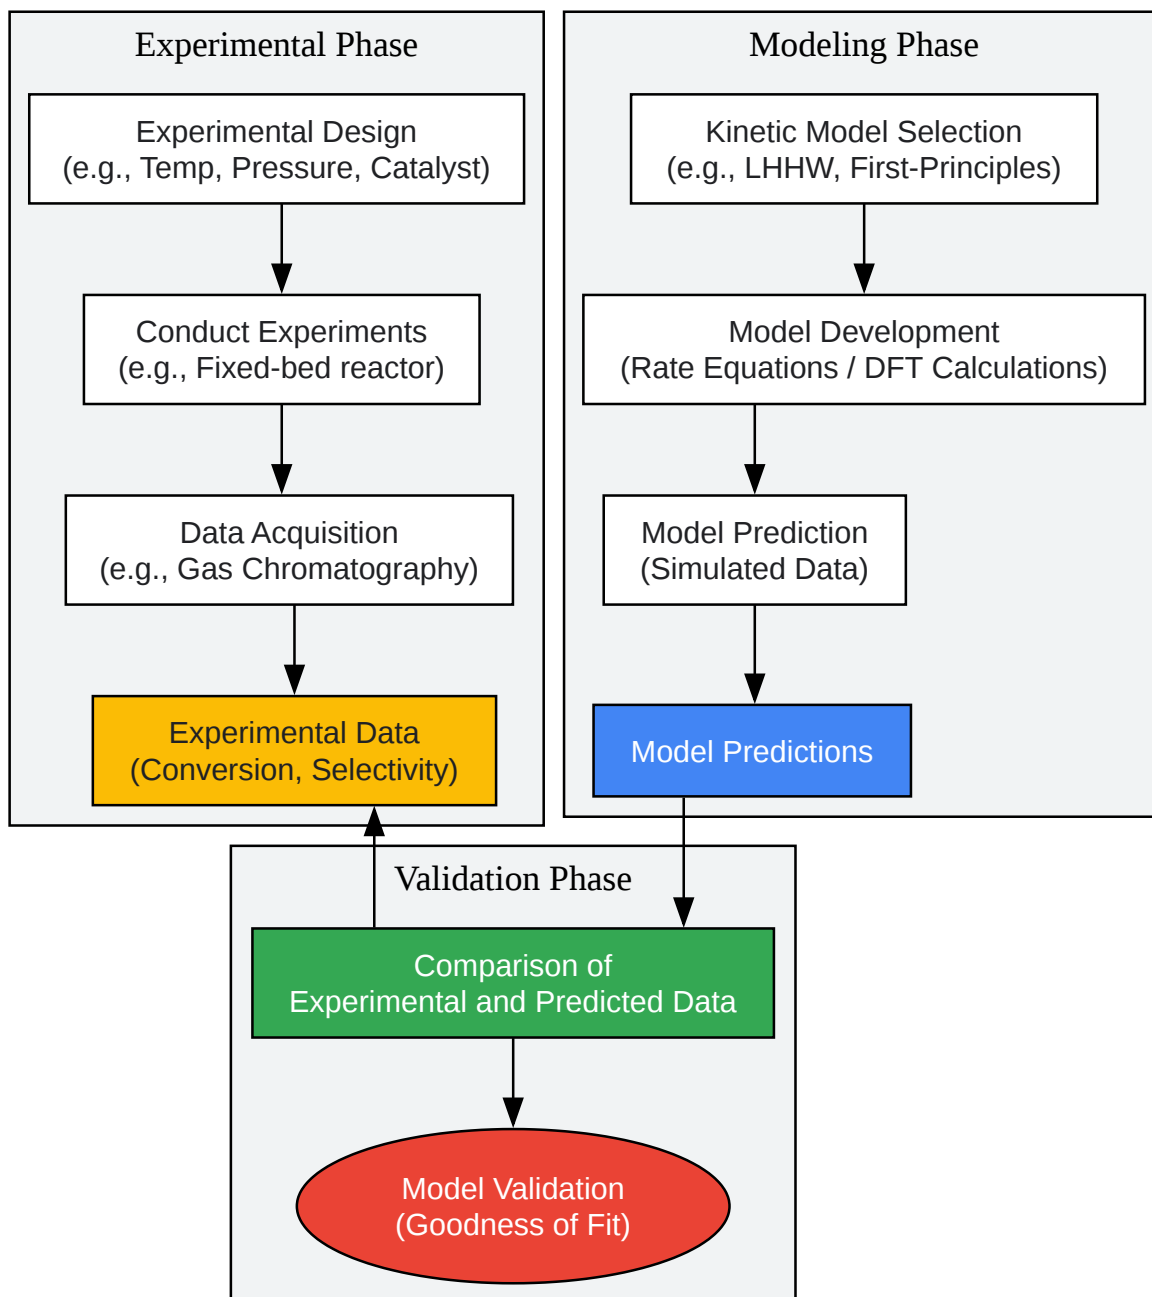 Experimental Phase
Experimental Design
(e.g., Temp, Pressure, Catalyst)
Conduct Experiments
(e.g., Fixed-bed reactor)
Data Acquisition
(e.g., Gas Chromatography)
Experimental Data
(Conversion, Selectivity)
Modeling Phase
Kinetic Model Selection
(e.g., LHHW, First-Principles)
Model Development
(Rate Equations / DFT Calculations)
Model Prediction
(Simulated Data)
Model Predictions
Validation Phase
Comparison of
Experimental and Predicted Data
Model Validation
(Goodness of Fit)